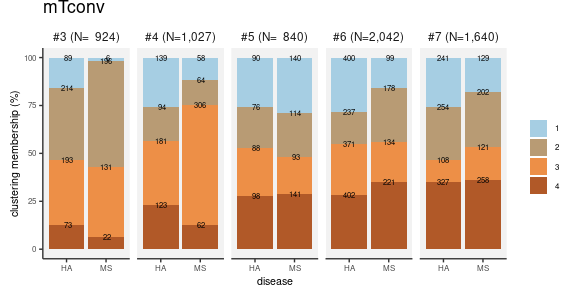 mTconv
#3 (N= 924) #4 (N=1,027) #5 (N= 840) #6 (N=2,042) #7 (N=1,640)
clustering membership (%)
100
75
50
25
0
89 6 139 58 90 140 400 99 241 129
214 196 94 64 76 114 237 178 254 202
193 131 181 306 88 93 371 134 108 121
73 22 123 62 98 141 402 221 327 258
HA MS HA MS HA MS HA MS HA MS
disease
1
2
3
4